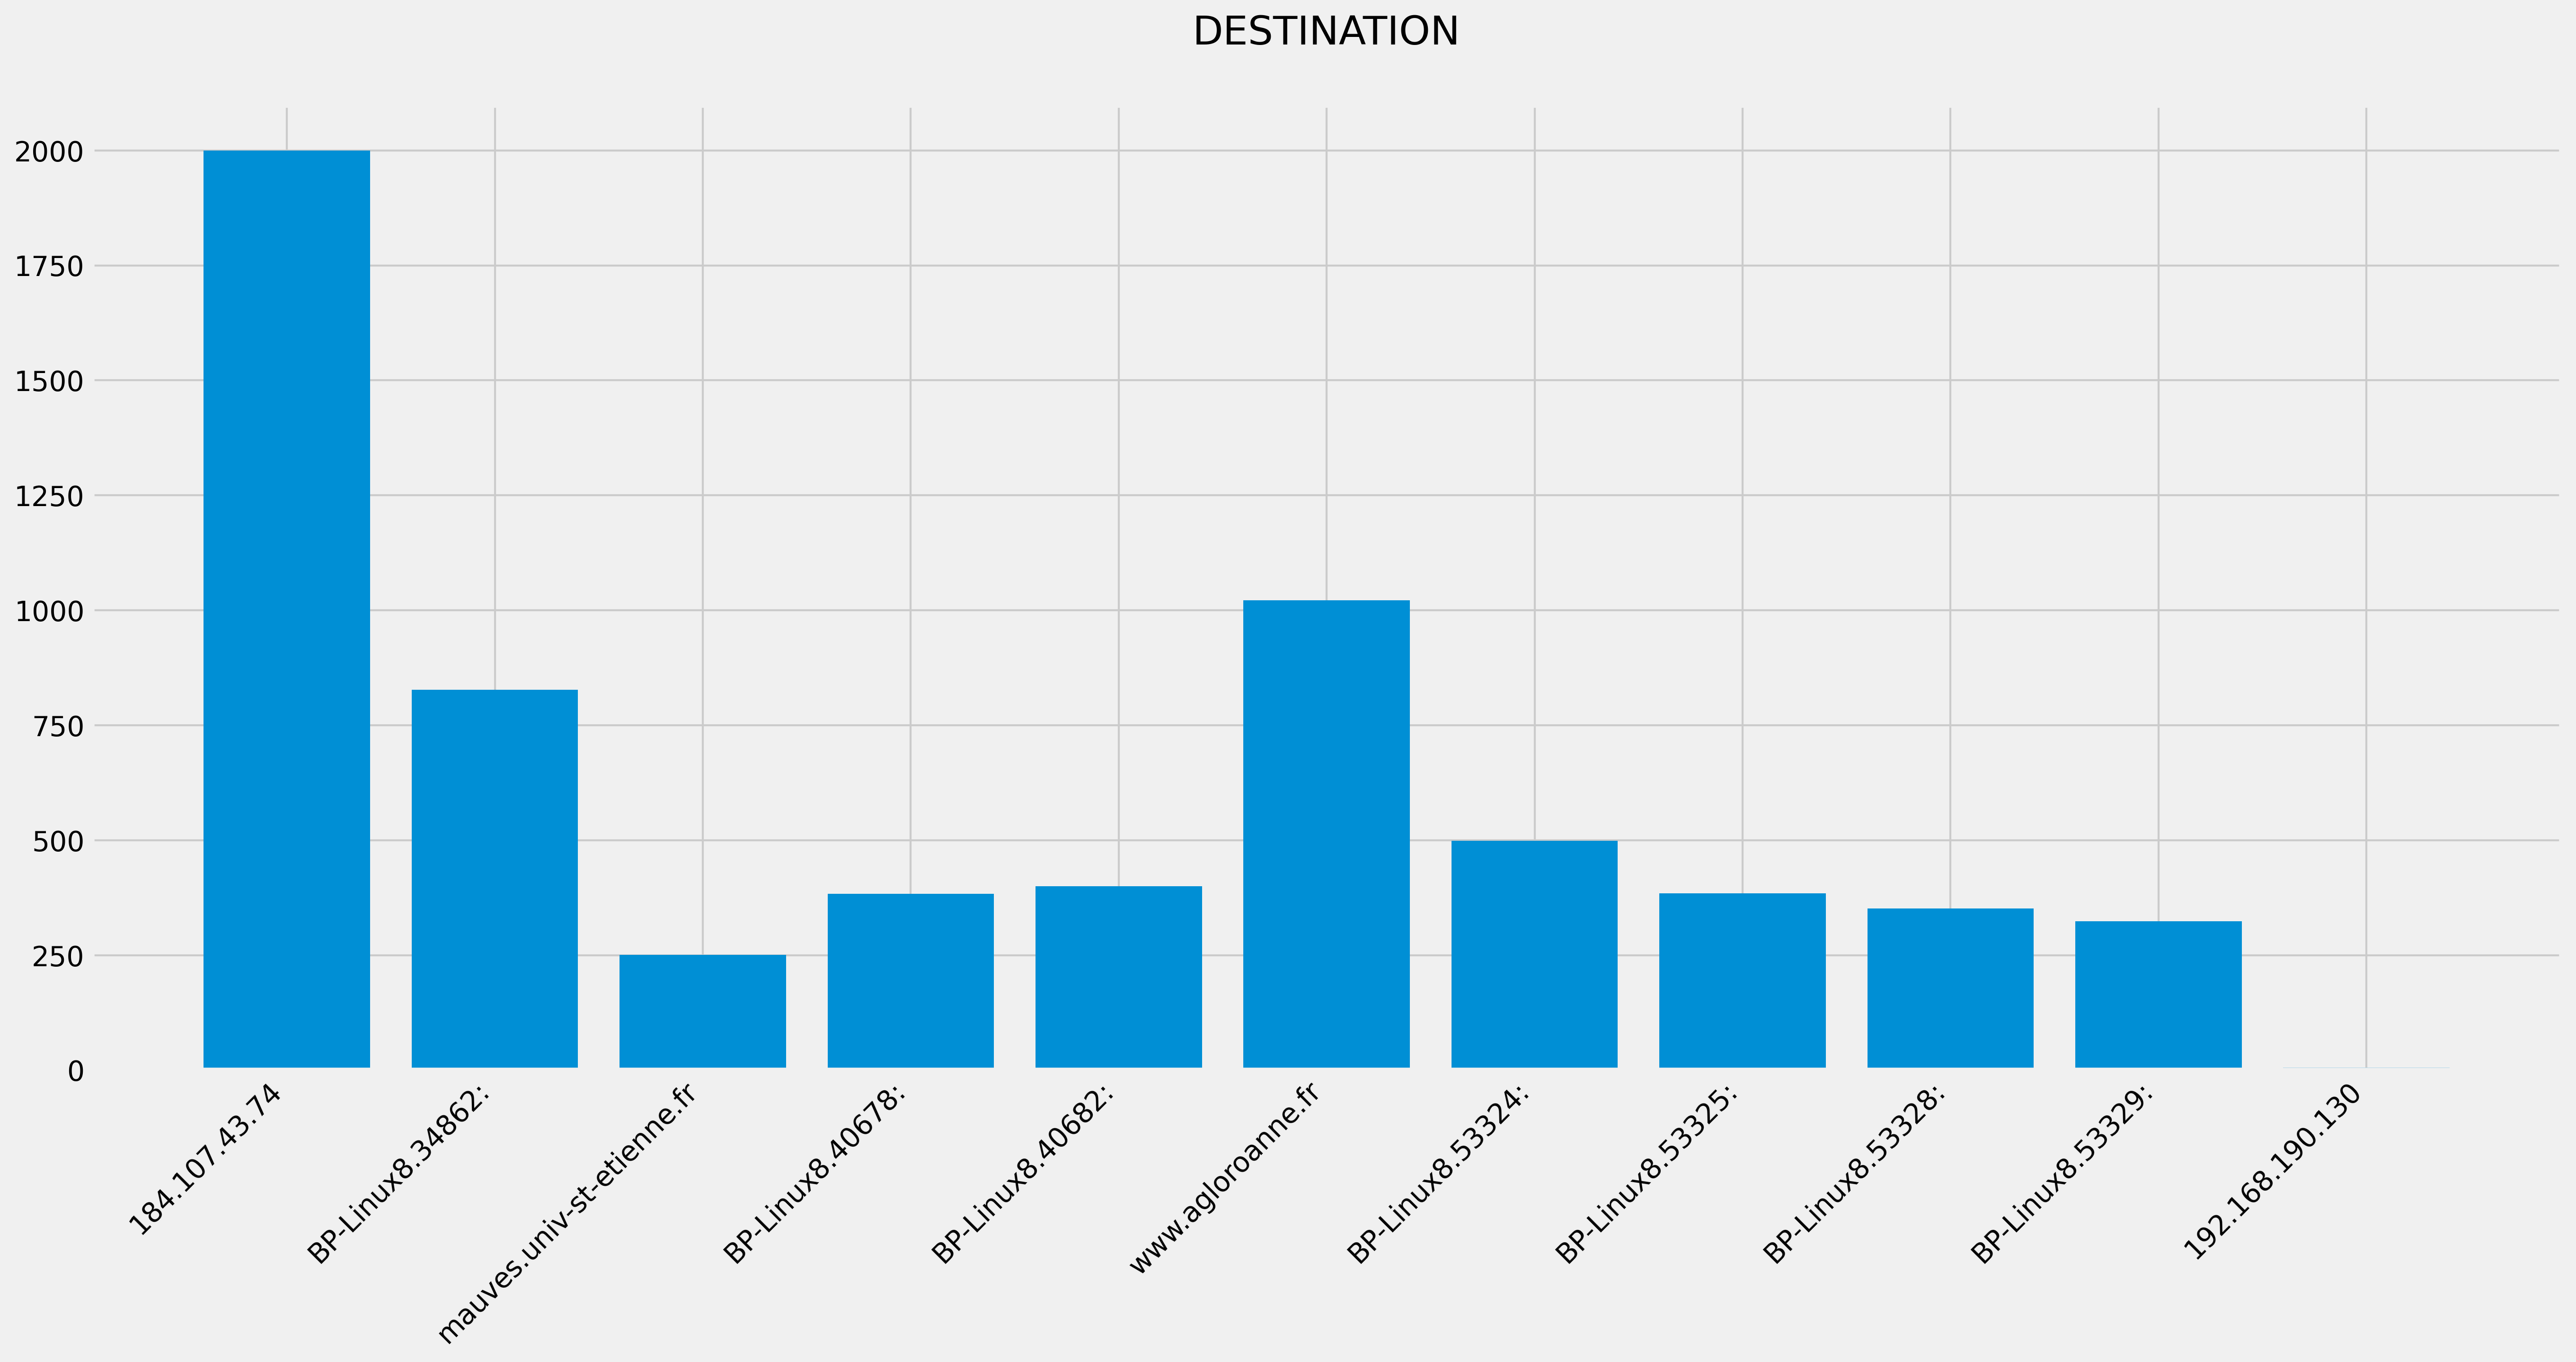 DESTINATION
2000
1750
1500
1250
1000
750
500
250
0
184.107.43.74
BP-Linux8.34862:
mauves.univ-st-etienne.fr
BP-Linux8.40678:
BP-Linux8.40682:
www.agloroanne.fr
BP-Linux8.53324:
BP-Linux8.53325:
BP-Linux8.53328:
BP-Linux8.53329:
192.168.190.130